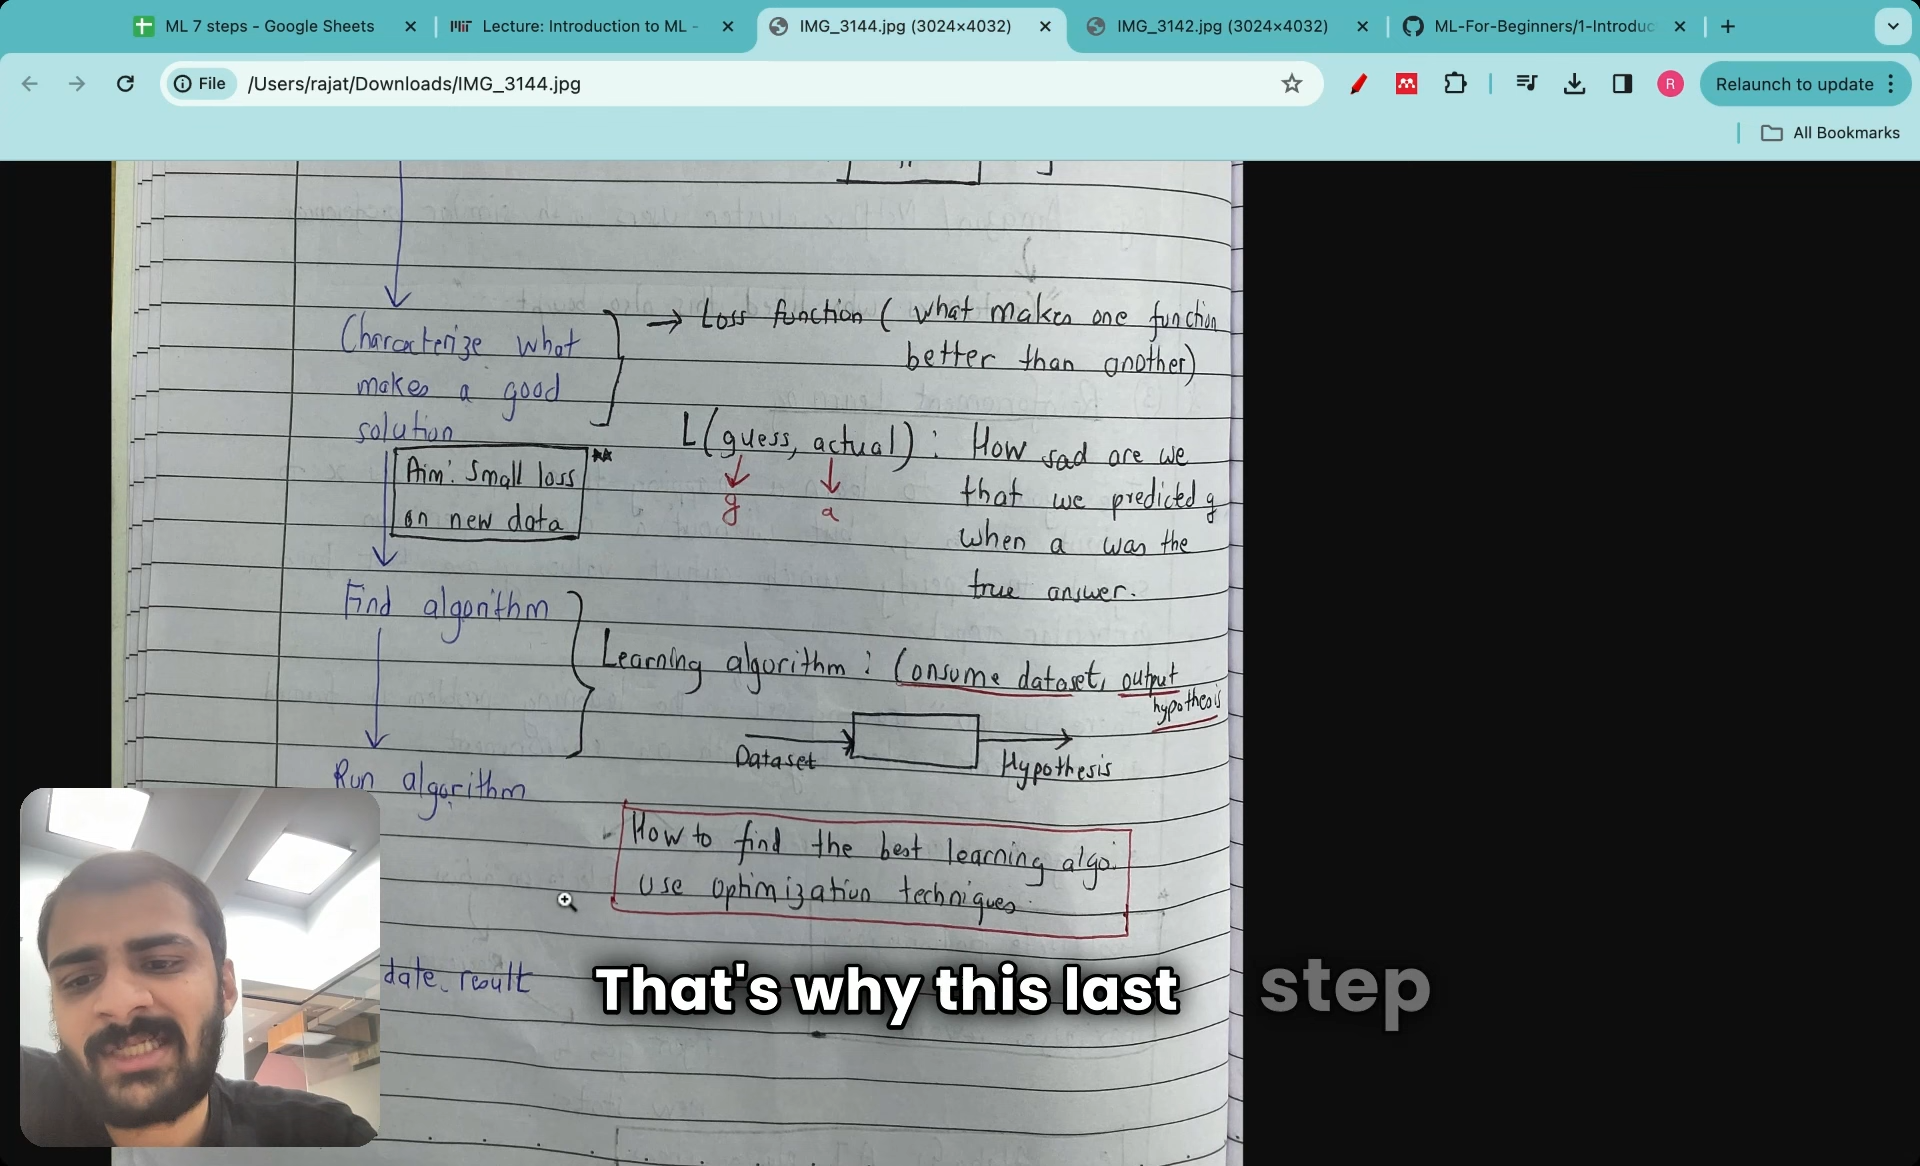 ML 7 steps - Google Sheets
Lecture: Introduction to ML -
IMG_3144.jpg (3024×4032)
IMG_3142.jpg (3024×4032)
ML-For-Beginners/1-Introduc
File
/Users/rajat/Downloads/IMG_3144.jpg
R
Relaunch to update
All Bookmarks
Characterize what
makes a good
solution
→ Loss function ( what makes one function
better than another)
L(guess, actual) : How sad are we
g a
that we predicted g
when a was the
true answer.
Aim: Small loss
on new data
Find algorithm
Learning algorithm : Consume dataset, output
hypothesis
Dataset
Hypothesis
Run algorithm
How to find the best learning algo.
use optimization techniques.
date result
That's why this last step